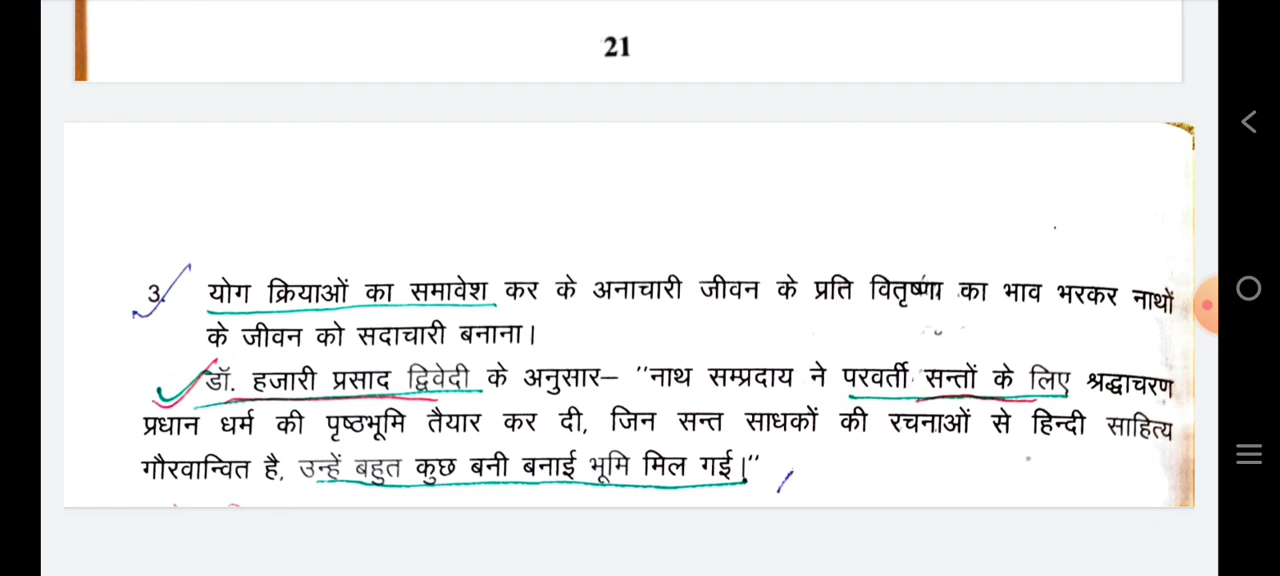 21
3. योग क्रियाओं का समावेश कर के अनाचारी जीवन के प्रति वितृष्णा का भाव भरकर नाथों
के जीवन को सदाचारी बनाना।
डॉ. हजारी प्रसाद द्विवेदी के अनुसार– "नाथ सम्प्रदाय ने परवर्ती सन्तों के लिए श्रद्धाचरण
प्रधान धर्म की पृष्ठभूमि तैयार कर दी, जिन सन्त साधकों की रचनाओं से हिन्दी साहित्य
गौरवान्वित है, उन्हें बहुत कुछ बनी बनाई भूमि मिल गई।"